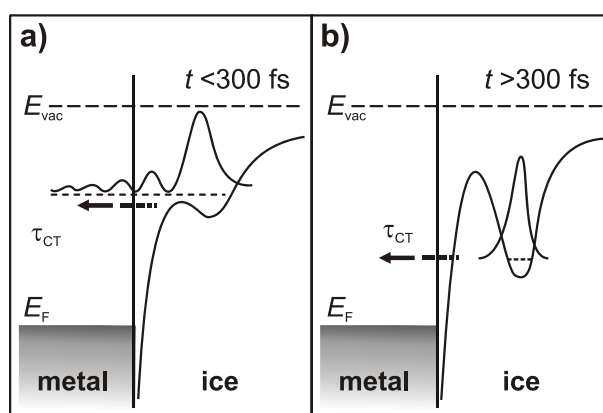 a)
t <300 fs
E_vac
τ_CT
E_F
metal
ice
b)
t >300 fs
E_vac
τ_CT
E_F
metal
ice